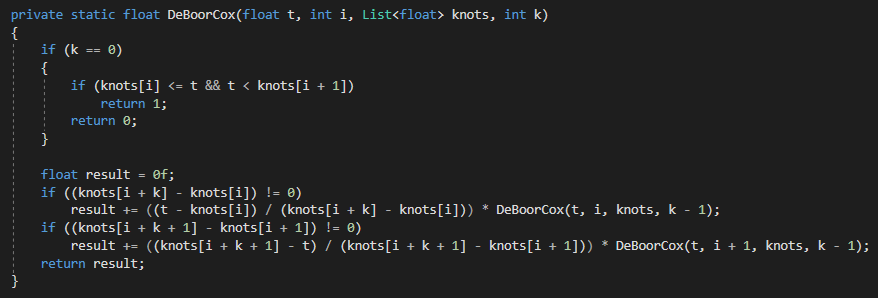 private static float DeBoorCox(float t, int i, List<float> knots, int k)
{
    if (k == 0)
    {
        if (knots[i] <= t && t < knots[i + 1])
            return 1;
        return 0;
    }

    float result = 0f;
    if ((knots[i + k] - knots[i]) != 0)
        result += ((t - knots[i]) / (knots[i + k] - knots[i])) * DeBoorCox(t, i, knots, k - 1);
    if ((knots[i + k + 1] - knots[i + 1]) != 0)
        result += ((knots[i + k + 1] - t) / (knots[i + k + 1] - knots[i + 1])) * DeBoorCox(t, i + 1, knots, k - 1);
    return result;
}